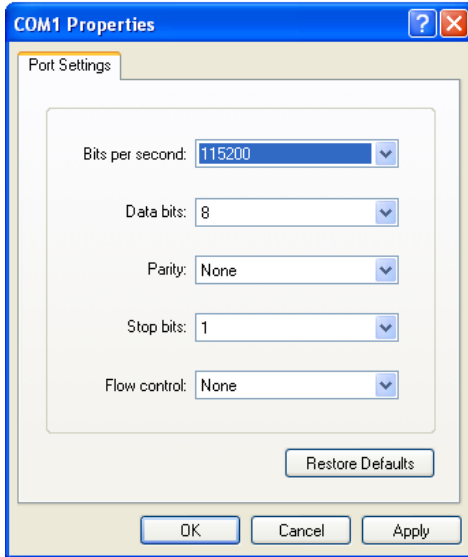 COM1 Properties
Port Settings
Bits per second: 115200
Data bits: 8
Parity: None
Stop bits: 1
Flow control: None
Restore Defaults
OK Cancel Apply